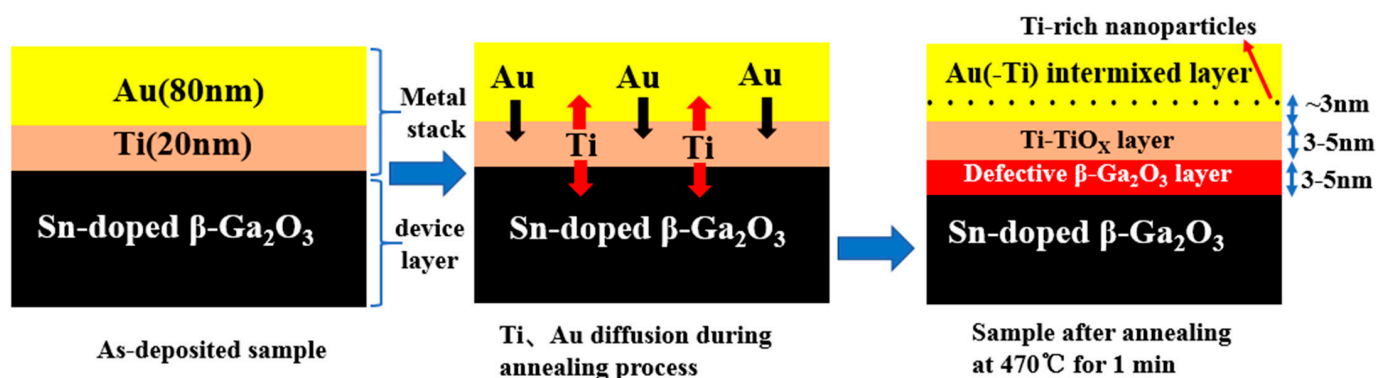 Au(80nm)
Ti(20nm)
Sn-doped β-Ga₂O₃
Metal
stack
device
layer
As-deposited sample
Au
Au
Au
Ti
Ti
Sn-doped β-Ga₂O₃
Ti、Au diffusion during
annealing process
Ti-rich nanoparticles
Au(-Ti) intermixed layer
~3nm
Ti-TiOₓ layer
3-5nm
Defective β-Ga₂O₃ layer
3-5nm
Sn-doped β-Ga₂O₃
Sample after annealing
at 470℃ for 1 min